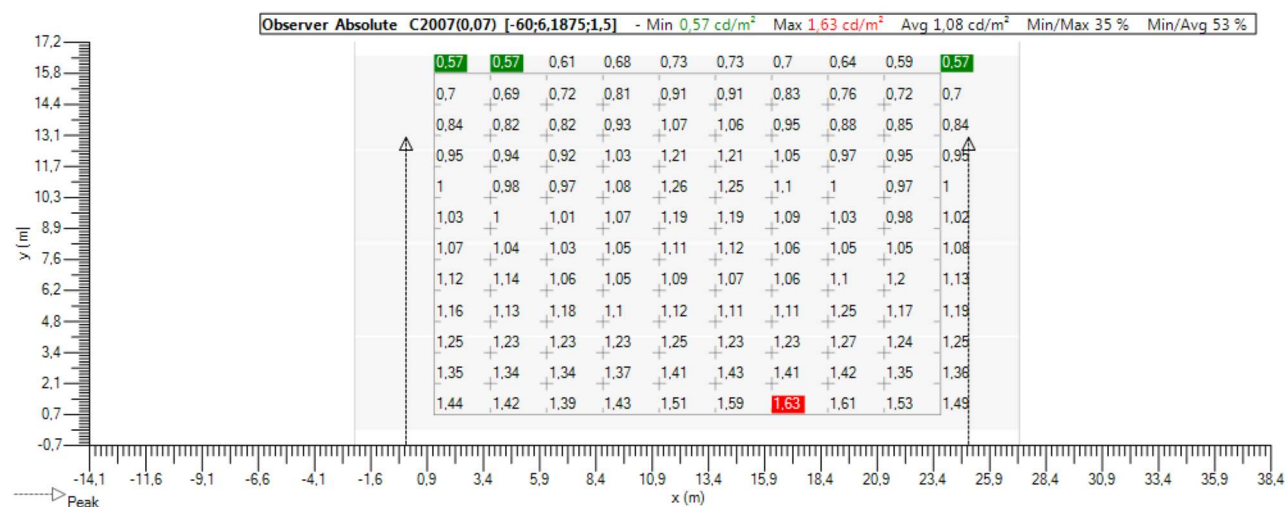 Observer Absolute C2007(0,07) [-60;6,1875;1,5] - Min 0,57 cd/m² Max 1,63 cd/m² Avg 1,08 cd/m² Min/Max 35 % Min/Avg 53 %
17,2
0,57 0,57 0,61 0,68 0,73 0,73 0,7 0,64 0,59 0,57
15,8
0,7 0,69 0,72 0,81 0,91 0,91 0,83 0,76 0,72 0,7
14,4
0,84 0,82 0,82 0,93 1,07 1,06 0,95 0,88 0,85 0,84
13,1
0,95 0,94 0,92 1,03 1,21 1,21 1,05 0,97 0,95 0,95
11,7
1 0,98 0,97 1,08 1,26 1,25 1,1 1 0,97 1
10,3
1,03 1 1,01 1,07 1,19 1,19 1,09 1,03 0,98 1,02
8,9
1,07 1,04 1,03 1,05 1,11 1,12 1,06 1,05 1,05 1,08
7,6
1,12 1,14 1,06 1,05 1,09 1,07 1,06 1,1 1,2 1,13
6,2
1,16 1,13 1,18 1,1 1,12 1,11 1,11 1,25 1,17 1,19
4,8
1,25 1,23 1,23 1,23 1,25 1,23 1,23 1,27 1,24 1,25
3,4
1,35 1,34 1,34 1,37 1,41 1,43 1,41 1,42 1,35 1,36
2,1
1,44 1,42 1,39 1,43 1,51 1,59 1,63 1,61 1,53 1,49
0,7
-0,7
y (m)
-14,1 -11,6 -9,1 -6,6 -4,1 -1,6 0,9 3,4 5,9 8,4 10,9 13,4 15,9 18,4 20,9 23,4 25,9 28,4 30,9 33,4 35,9 38,4
x (m)
Peak